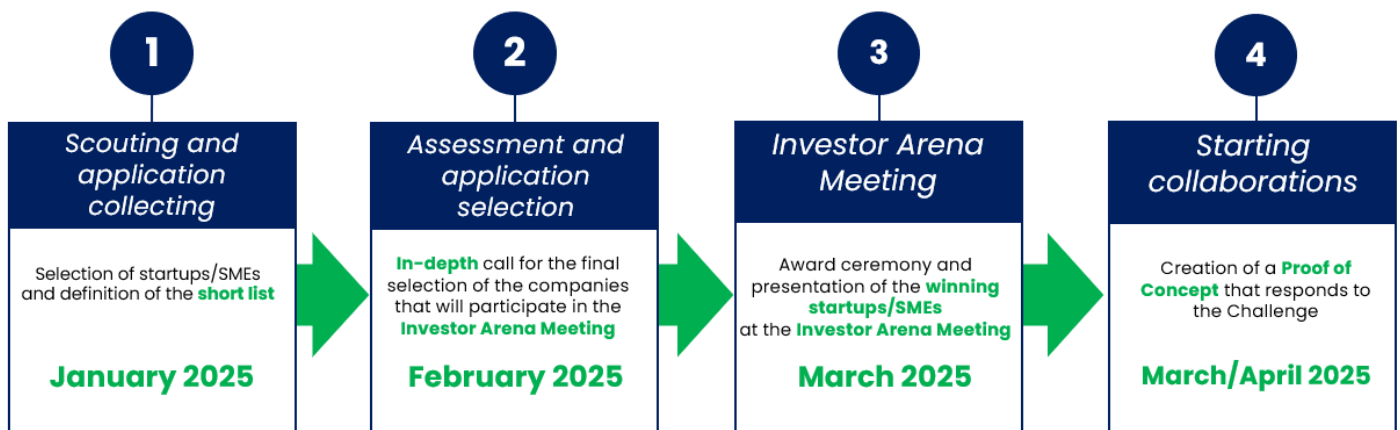 1
Scouting and
application
collecting
Selection of startups/SMEs
and definition of the short list
January 2025
2
Assessment and
application
selection
In-depth call for the final
selection of the companies
that will participate in the
Investor Arena Meeting
February 2025
3
Investor Arena
Meeting
Award ceremony and
presentation of the winning
startups/SMEs
at the Investor Arena Meeting
March 2025
4
Starting
collaborations
Creation of a Proof of
Concept that responds to
the Challenge
March/April 2025